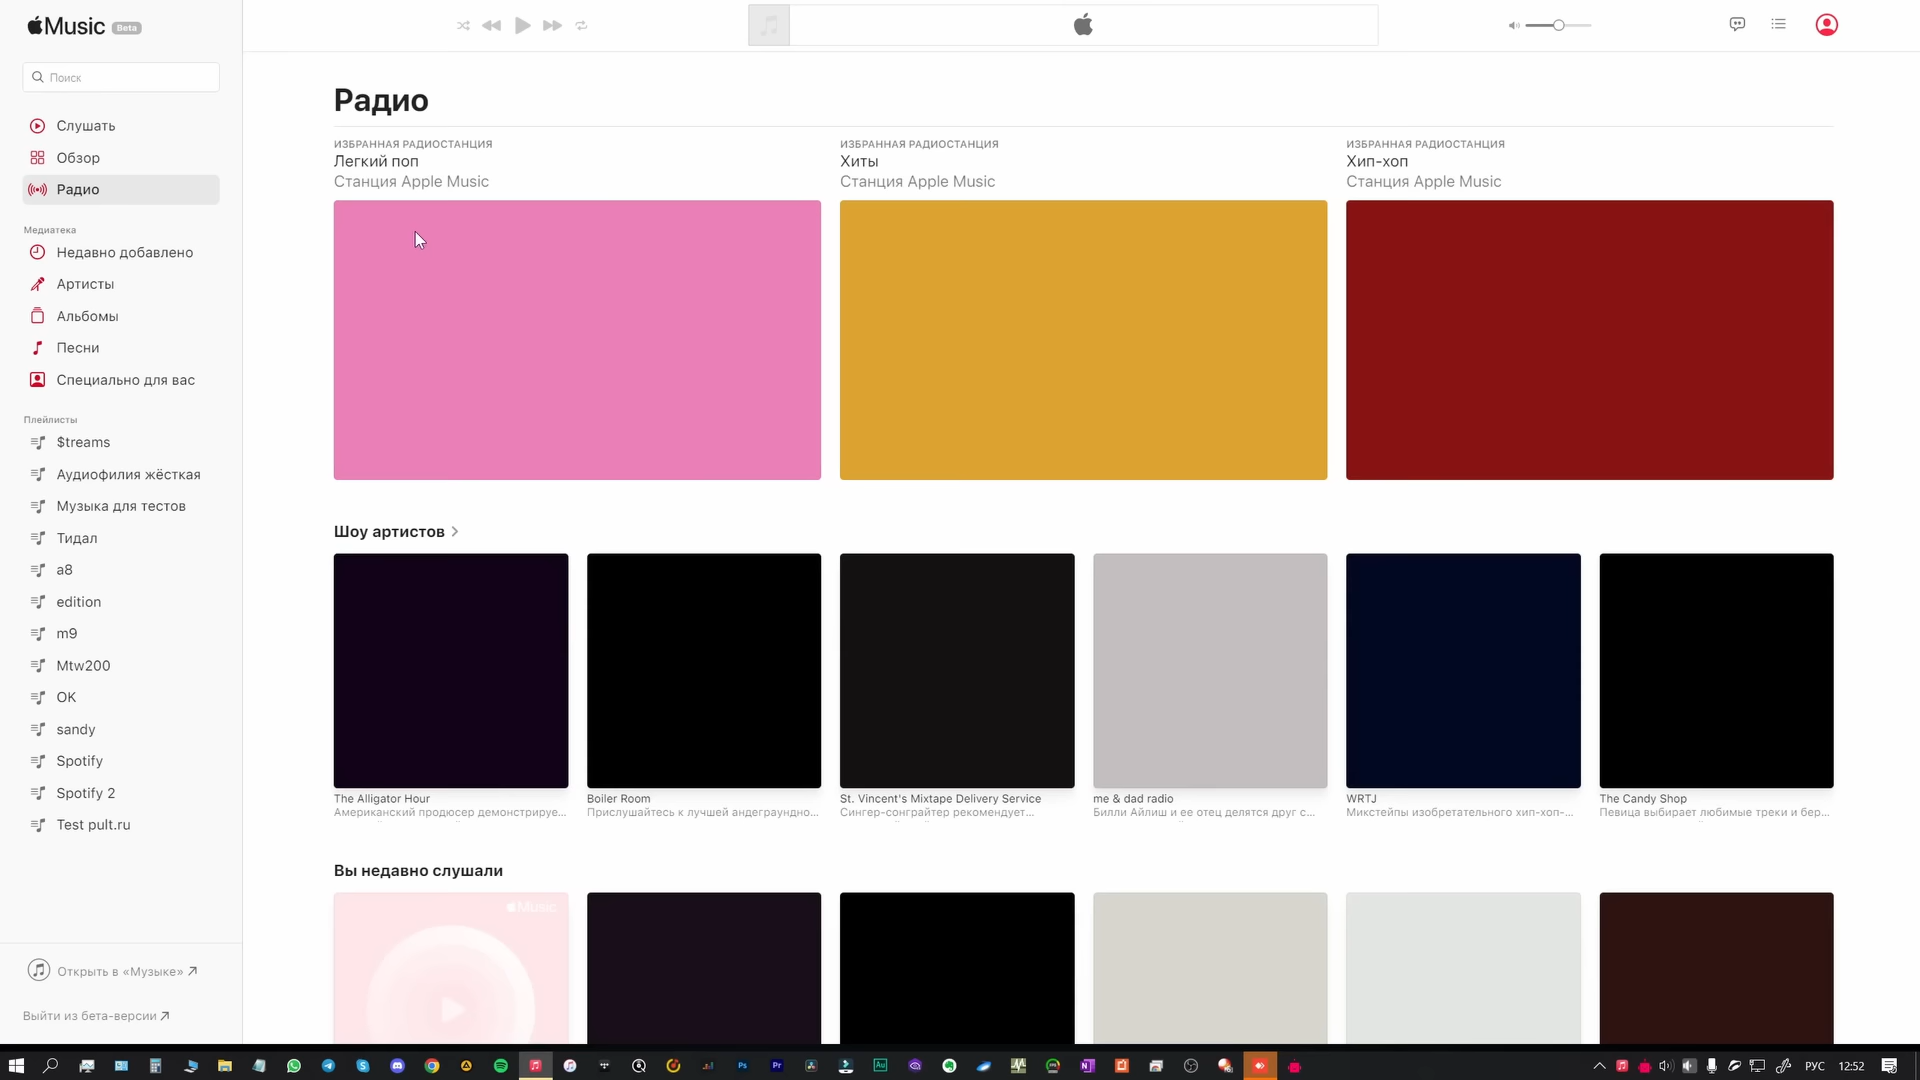 Music Beta
Поиск
Слушать
Обзор
Радио
Медиатека
Недавно добавлено
Артисты
Альбомы
Песни
Специально для вас
Плейлисты
$treams
Аудиофилия жёсткая
Музыка для тестов
Тидал
a8
edition
m9
Mtw200
OK
sandy
Spotify
Spotify 2
Test pult.ru
Открыть в «Музыке»
Выйти из бета-версии
Радио
ИЗБРАННАЯ РАДИОСТАНЦИЯ
Легкий поп
Станция Apple Music
ИЗБРАННАЯ РАДИОСТАНЦИЯ
Хиты
Станция Apple Music
ИЗБРАННАЯ РАДИОСТАНЦИЯ
Хип-хоп
Станция Apple Music
Шоу артистов
The Alligator Hour
Американский продюсер демонстрируе...
Boiler Room
Прислушайтесь к лучшей андеграундно...
St. Vincent's Mixtape Delivery Service
Сингер-сонграйтер рекомендует...
me & dad radio
Билли Айлиш и ее отец делятся друг с...
WRTJ
Микстейпы изобретательного хип-хоп-...
The Candy Shop
Певица выбирает любимые треки и бер...
Вы недавно слушали
Music
Ps
Pr
Au
РУС
12:52